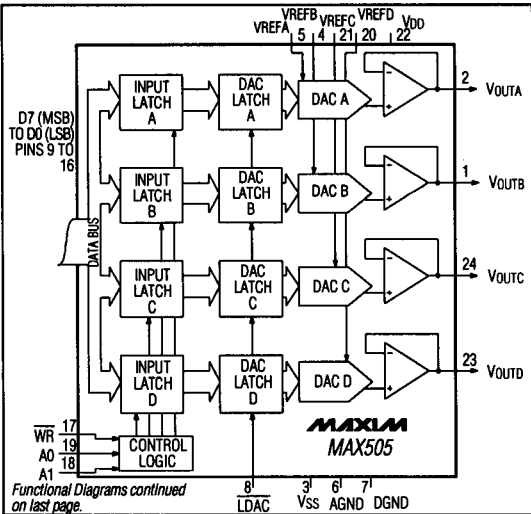 VREFB VREFD
VREFA VREFC VDD
5 4 21 20 22
INPUT LATCH A
DAC LATCH A
DAC A
-
+
2 VOUTA
D7 (MSB)
TO D0 (LSB)
PINS 9 TO
16
INPUT LATCH B
DAC LATCH B
DAC B
-
+
1 VOUTB
DATA BUS
INPUT LATCH C
DAC LATCH C
DAC C
-
+
24 VOUTC
INPUT LATCH D
DAC LATCH D
DAC D
-
+
23 VOUTD
MAXIM
MAX505
WR 17
A0 19
A1 18
CONTROL LOGIC
8 3 6 7
LDAC VSS AGND DGND
Functional Diagrams continued
on last page.